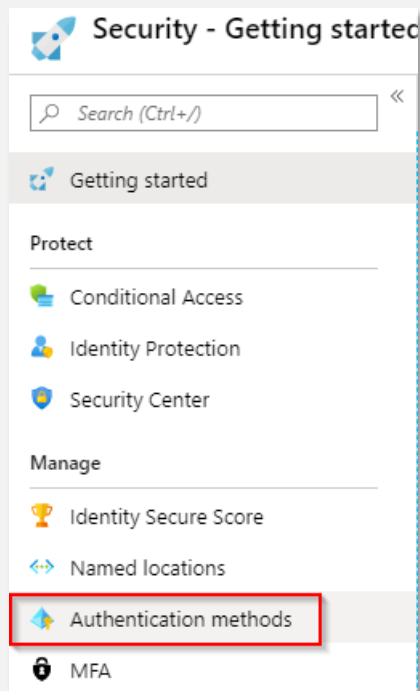 Security - Getting started
Search (Ctrl+/)
«
Getting started
Protect
Conditional Access
Identity Protection
Security Center
Manage
Identity Secure Score
Named locations
Authentication methods
MFA